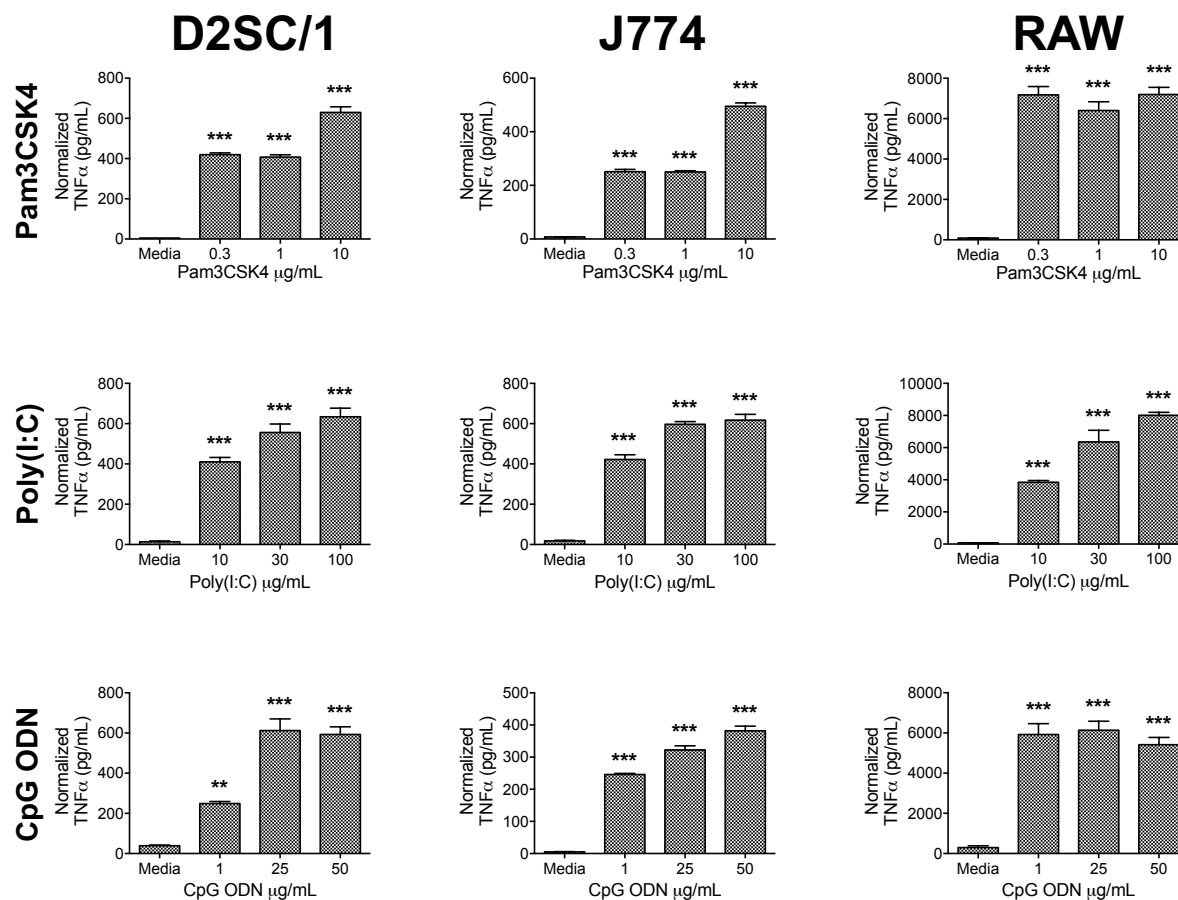 D2SC/1
J774
RAW
Pam3CSK4
Normalized
TNFα (pg/mL)
800
600
400
200
0
***
***
***
Media
0.3
1
10
Pam3CSK4 μg/mL
Normalized
TNFα (pg/mL)
600
400
200
0
***
***
***
Media
0.3
1
10
Pam3CSK4 μg/mL
Normalized
TNFα (pg/mL)
8000
6000
4000
2000
0
***
***
***
Media
0.3
1
10
Pam3CSK4 μg/mL
Poly(I:C)
Normalized
TNFα (pg/mL)
800
600
400
200
0
***
***
***
Media
10
30
100
Poly(I:C) μg/mL
Normalized
TNFα (pg/mL)
800
600
400
200
0
***
***
***
Media
10
30
100
Poly(I:C) μg/mL
Normalized
TNFα (pg/mL)
10000
8000
6000
4000
2000
0
***
***
***
Media
10
30
100
Poly(I:C) μg/mL
CpG ODN
Normalized
TNFα (pg/mL)
800
600
400
200
0
**
***
***
Media
1
25
50
CpG ODN μg/mL
Normalized
TNFα (pg/mL)
500
400
300
200
100
0
***
***
***
Media
1
25
50
CpG ODN μg/mL
Normalized
TNFα (pg/mL)
8000
6000
4000
2000
0
***
***
***
Media
1
25
50
CpG ODN μg/mL